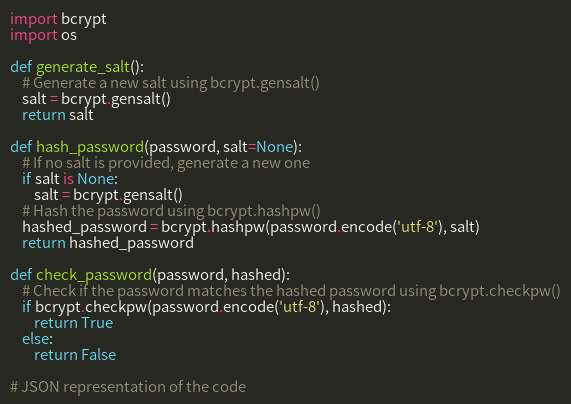 import bcrypt
import os

def generate_salt():
    # Generate a new salt using bcrypt.gensalt()
    salt = bcrypt.gensalt()
    return salt

def hash_password(password, salt=None):
    # If no salt is provided, generate a new one
    if salt is None:
        salt = bcrypt.gensalt()
    # Hash the password using bcrypt.hashpw()
    hashed_password = bcrypt.hashpw(password.encode('utf-8'), salt)
    return hashed_password

def check_password(password, hashed):
    # Check if the password matches the hashed password using bcrypt.checkpw()
    if bcrypt.checkpw(password.encode('utf-8'), hashed):
        return True
    else:
        return False

# JSON representation of the code